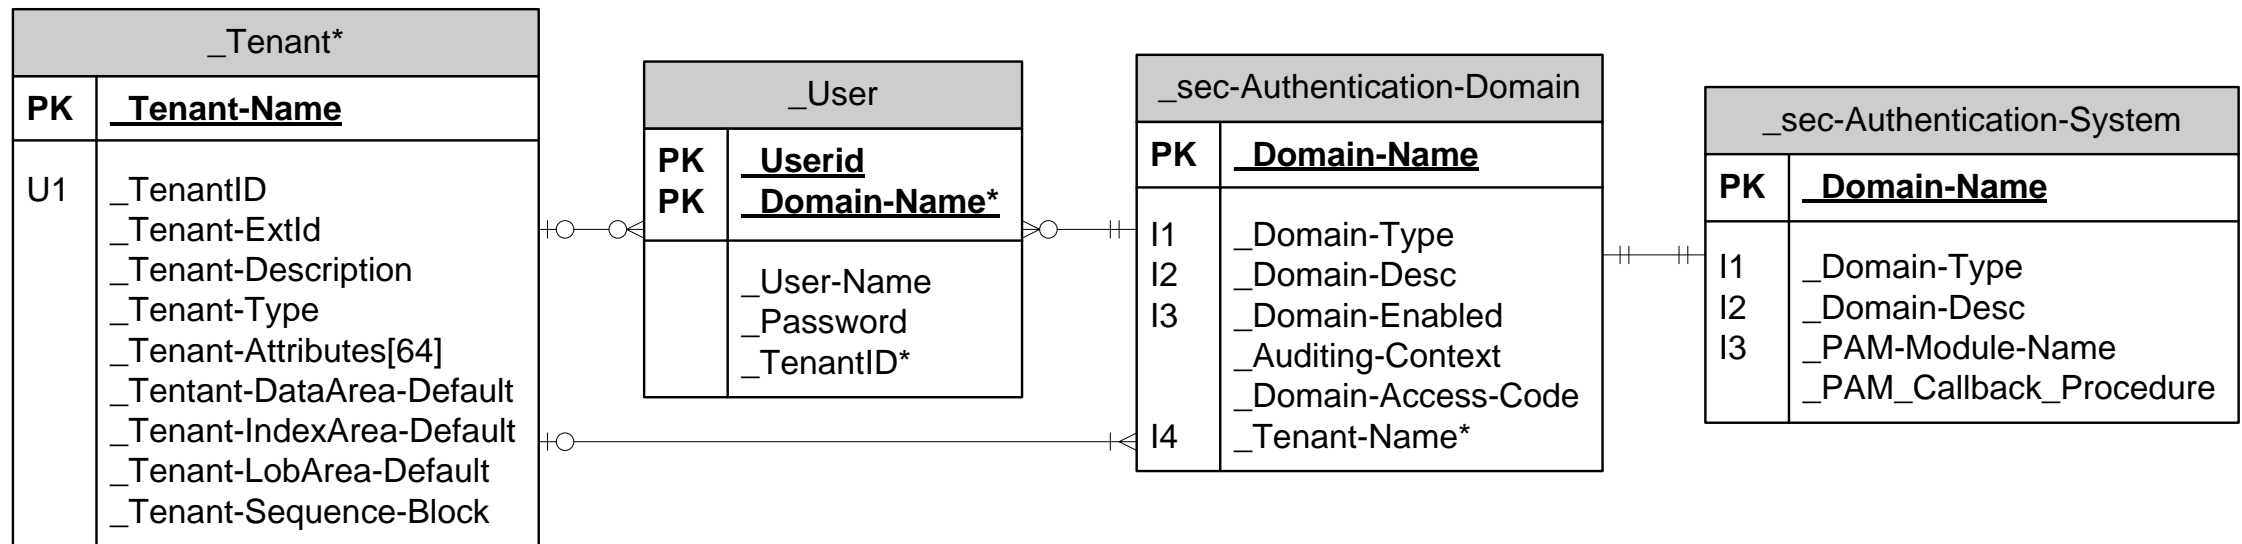 _Tenant*
PK _Tenant-Name
U1 _TenantID
_Tenant-ExtId
_Tenant-Description
_Tenant-Type
_Tenant-Attributes[64]
_Tentant-DataArea-Default
_Tenant-IndexArea-Default
_Tenant-LobArea-Default
_Tenant-Sequence-Block
_User
PK _Userid
PK _Domain-Name*
_User-Name
_Password
_TenantID*
_sec-Authentication-Domain
PK _Domain-Name
I1 _Domain-Type
I2 _Domain-Desc
I3 _Domain-Enabled
_Auditing-Context
_Domain-Access-Code
I4 _Tenant-Name*
_sec-Authentication-System
PK _Domain-Name
I1 _Domain-Type
I2 _Domain-Desc
I3 _PAM-Module-Name
_PAM_Callback_Procedure